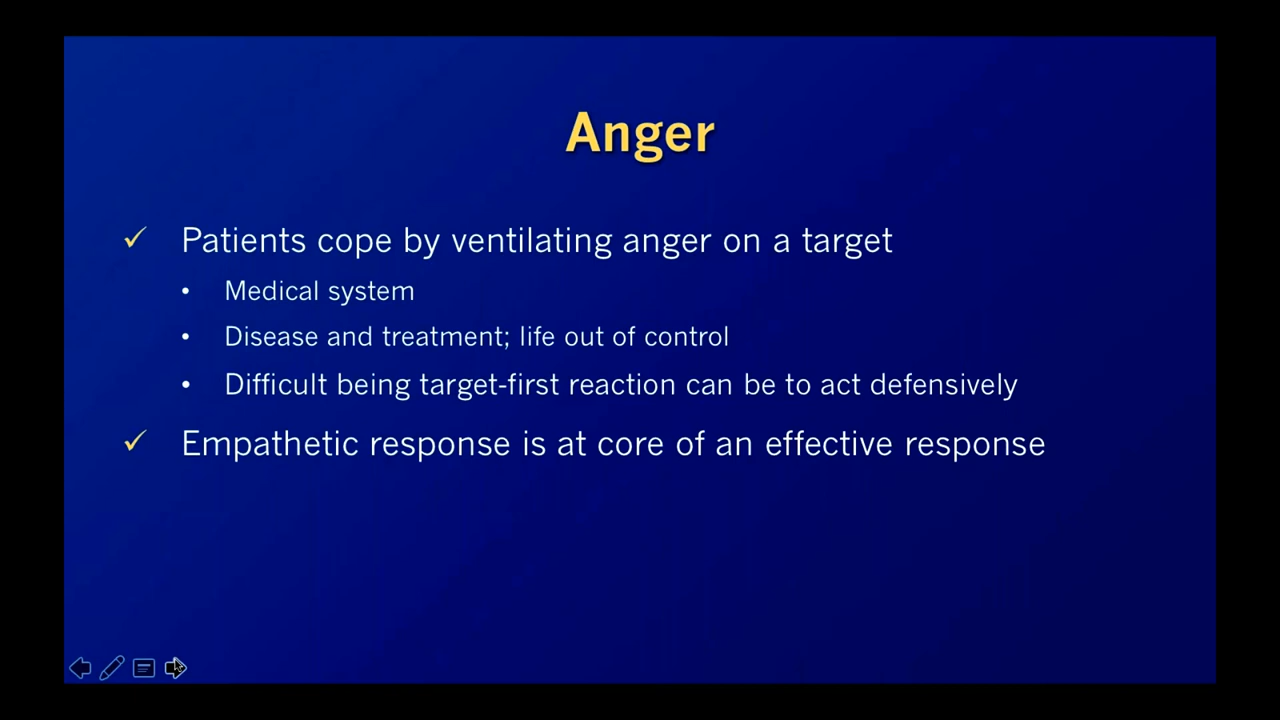 Anger
✓ Patients cope by ventilating anger on a target
• Medical system
• Disease and treatment; life out of control
• Difficult being target-first reaction can be to act defensively
✓ Empathetic response is at core of an effective response